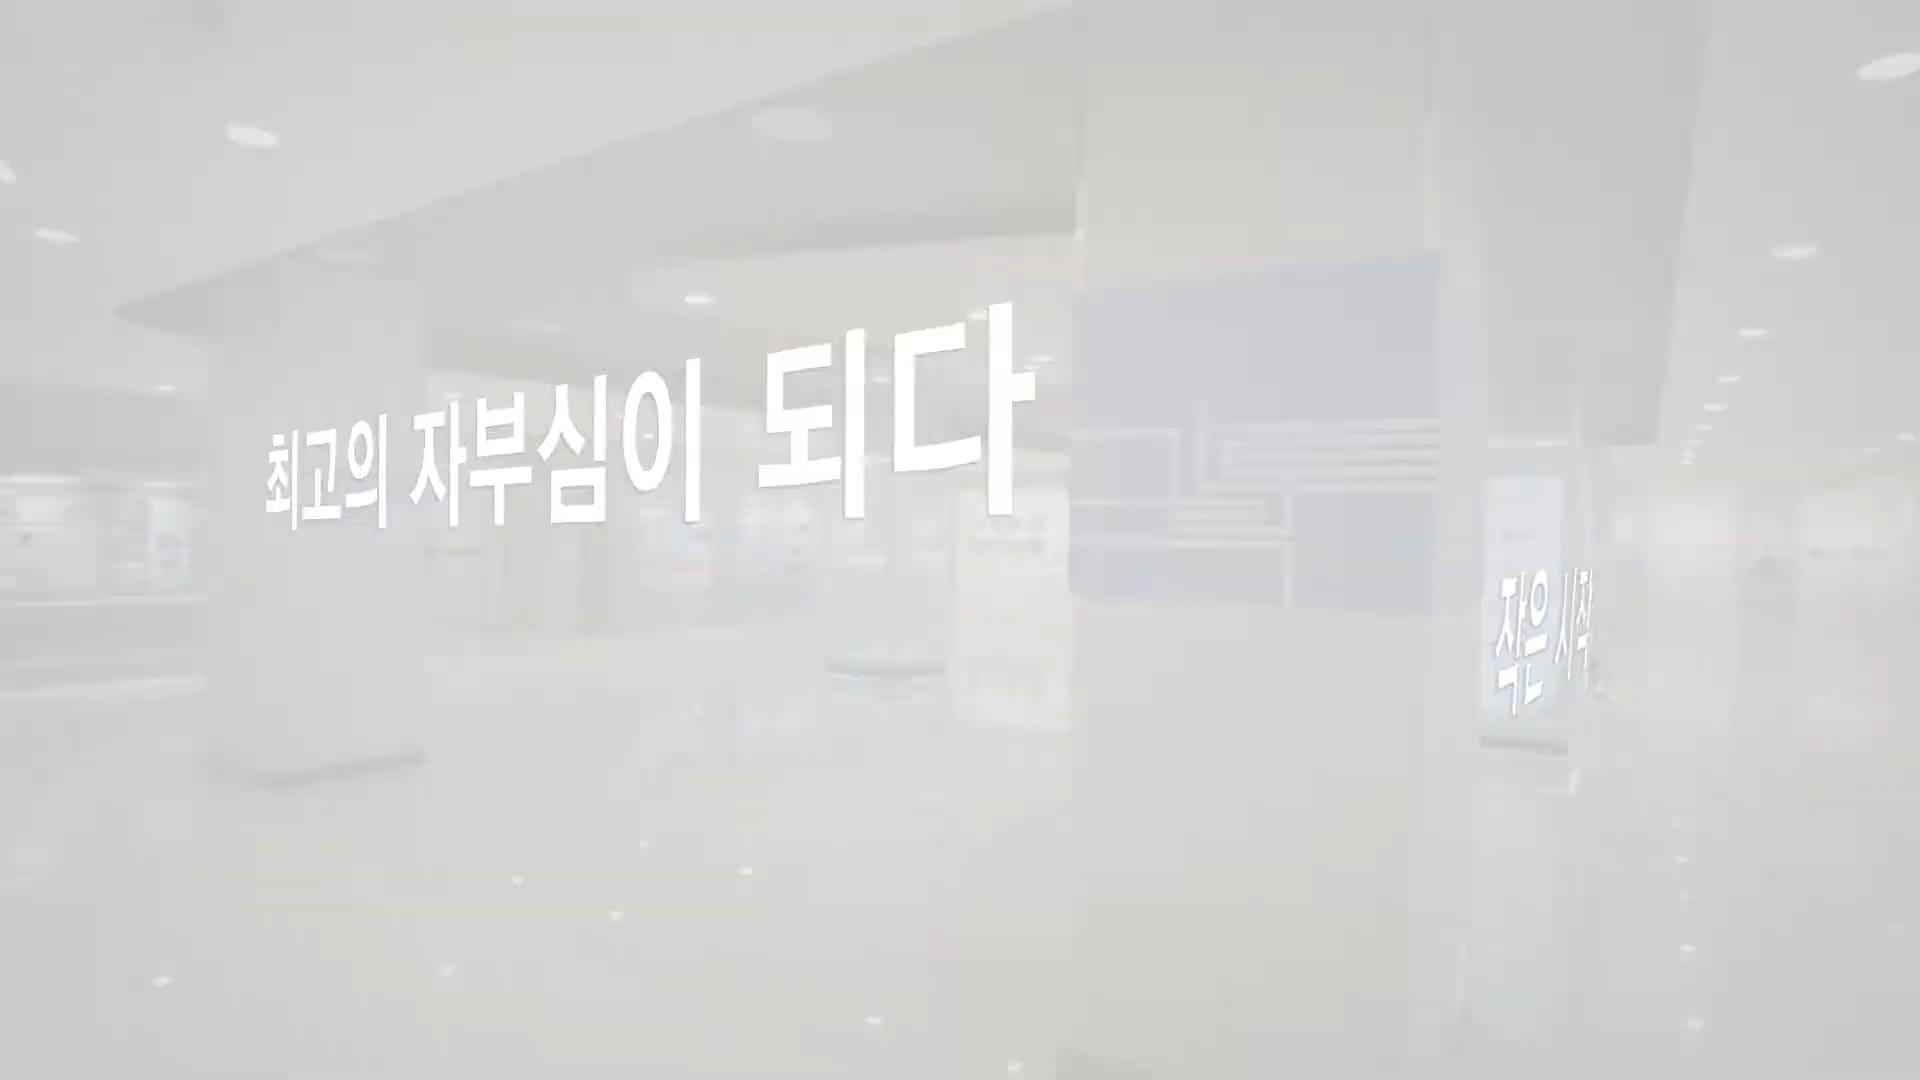 최고의 자부심이 되다
작은 시작